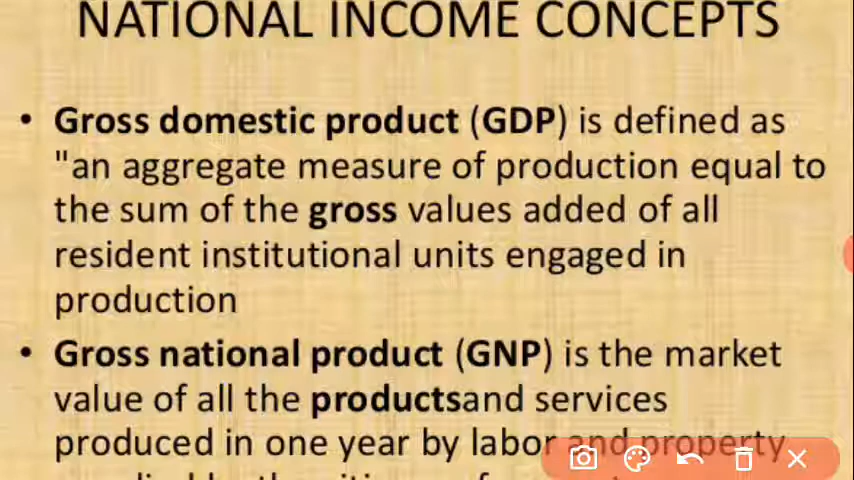 NATIONAL INCOME CONCEPTS
• Gross domestic product (GDP) is defined as
"an aggregate measure of production equal to
the sum of the gross values added of all
resident institutional units engaged in
production
• Gross national product (GNP) is the market
value of all the productsand services
produced in one year by labor and property